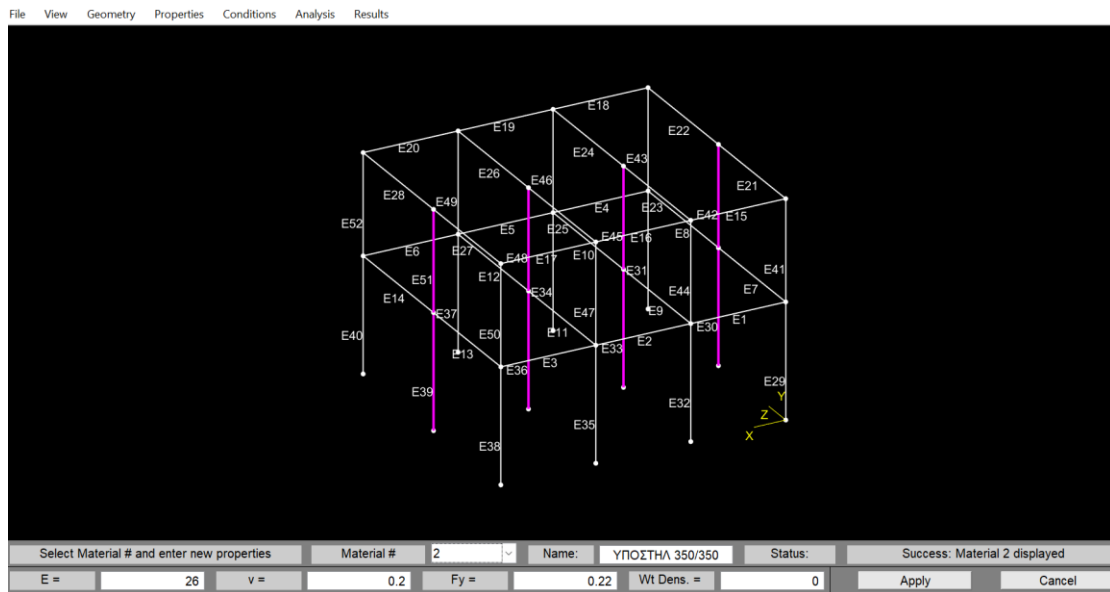 File View Geometry Properties Conditions Analysis Results
E18
E19
E22
E20
E24 E43
E26 E46
E21
E28 E49
E4 E23
E52
E5 E25 E42 E15
E6 E27 E45 E16 E8
E48 E17 E10
E12 E31 E41
E51
E14 E34 E44 E7
E37 E47 E9 E1
E40 E50 E11 E33 E2 E30
E13 E36 E3
E39 E32 E29
Y
Z
X
E38 E35
Select Material # and enter new properties Material # 2 Name: ΥΠΟΣΤΗΛ 350/350 Status: Success: Material 2 displayed
E = 26 v = 0.2 Fy = 0.22 Wt Dens. = 0 Apply Cancel